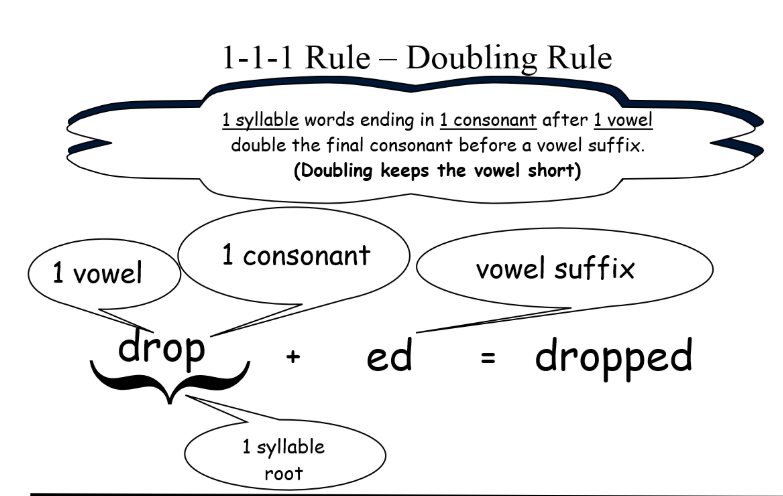 1-1-1 Rule – Doubling Rule
1 syllable words ending in 1 consonant after 1 vowel
double the final consonant before a vowel suffix.
(Doubling keeps the vowel short)
1 vowel
1 consonant
vowel suffix
drop + ed = dropped
1 syllable
root